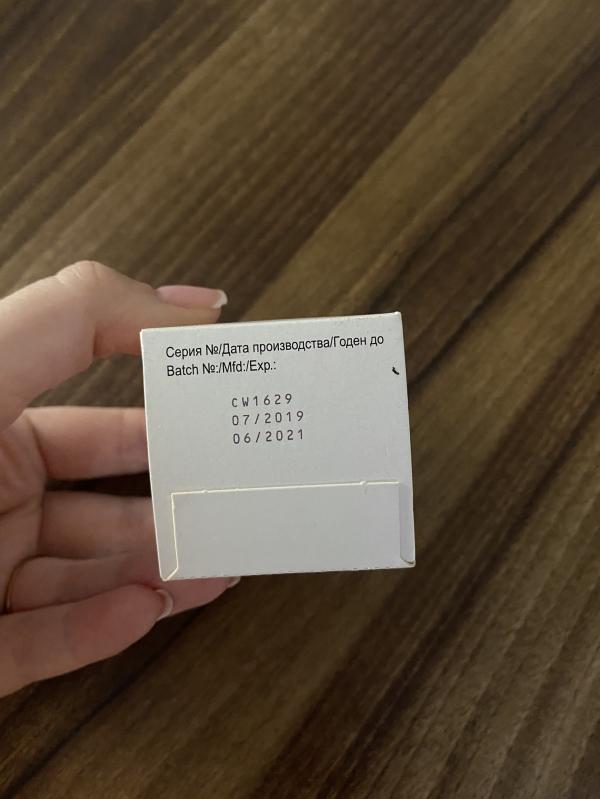 Серия №/Дата производства/Годен до
Batch №:/Mfd:/Exp.:
CW1629
07/2019
06/2021